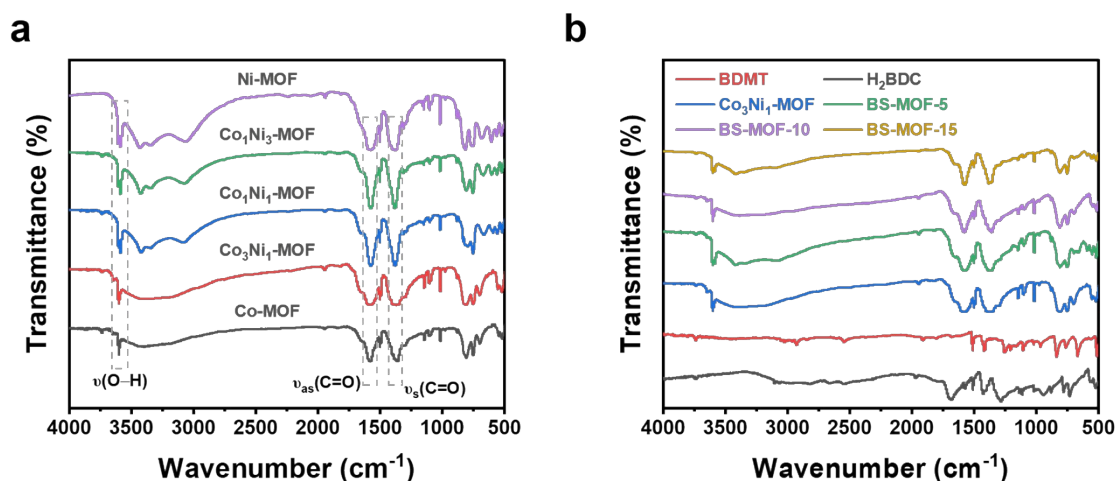 a
Transmittance (%)
Ni-MOF
Co₁Ni₃-MOF
Co₁Ni₁-MOF
Co₃Ni₁-MOF
Co-MOF
υ(O–H)
υas(C=O)
υs(C=O)
4000 3500 3000 2500 2000 1500 1000 500
Wavenumber (cm⁻¹)
b
Transmittance (%)
BDMT H₂BDC
Co₃Ni₁-MOF BS-MOF-5
BS-MOF-10 BS-MOF-15
4000 3500 3000 2500 2000 1500 1000 500
Wavenumber (cm⁻¹)